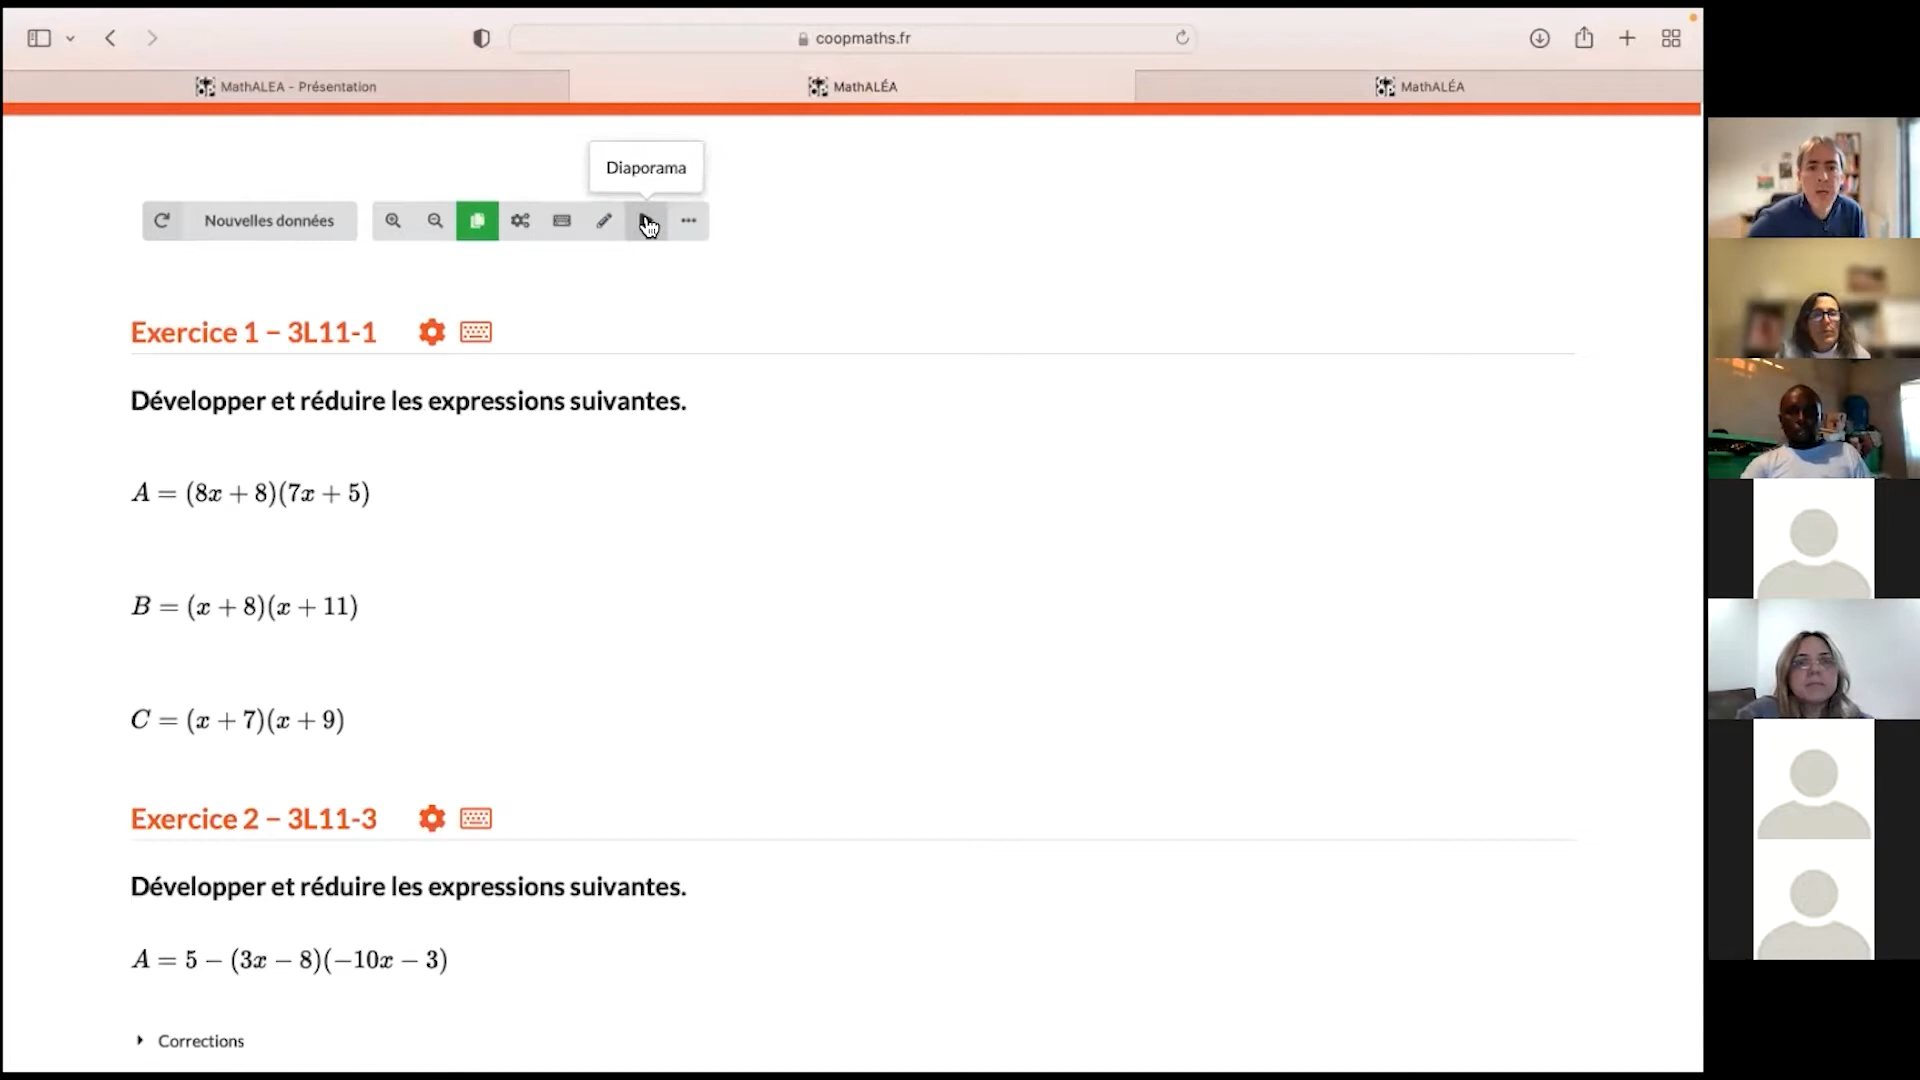 coopmaths.fr
MathALEA - Présentation
MathALÉA
MathALÉA
Diaporama
Nouvelles données
Exercice 1 − 3L11-1
Développer et réduire les expressions suivantes.
A = (8x + 8)(7x + 5)
B = (x + 8)(x + 11)
C = (x + 7)(x + 9)
Exercice 2 − 3L11-3
Développer et réduire les expressions suivantes.
A = 5 − (3x − 8)(−10x − 3)
Corrections